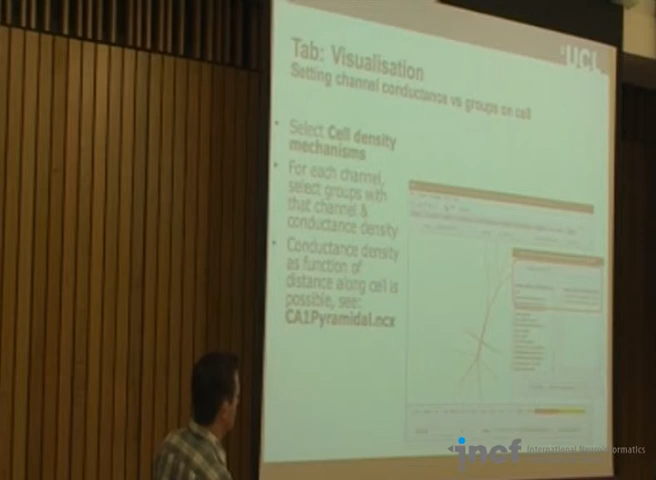 UCL
Tab: Visualisation
Setting channel conductance vs groups on cell
• Select Cell density
mechanisms
• For each channel,
select groups with
that channel &
conductance density
• Conductance density
as function of
distance along cell is
possible, see:
CA1Pyramidal.ncx
incf International Neuroinformatics